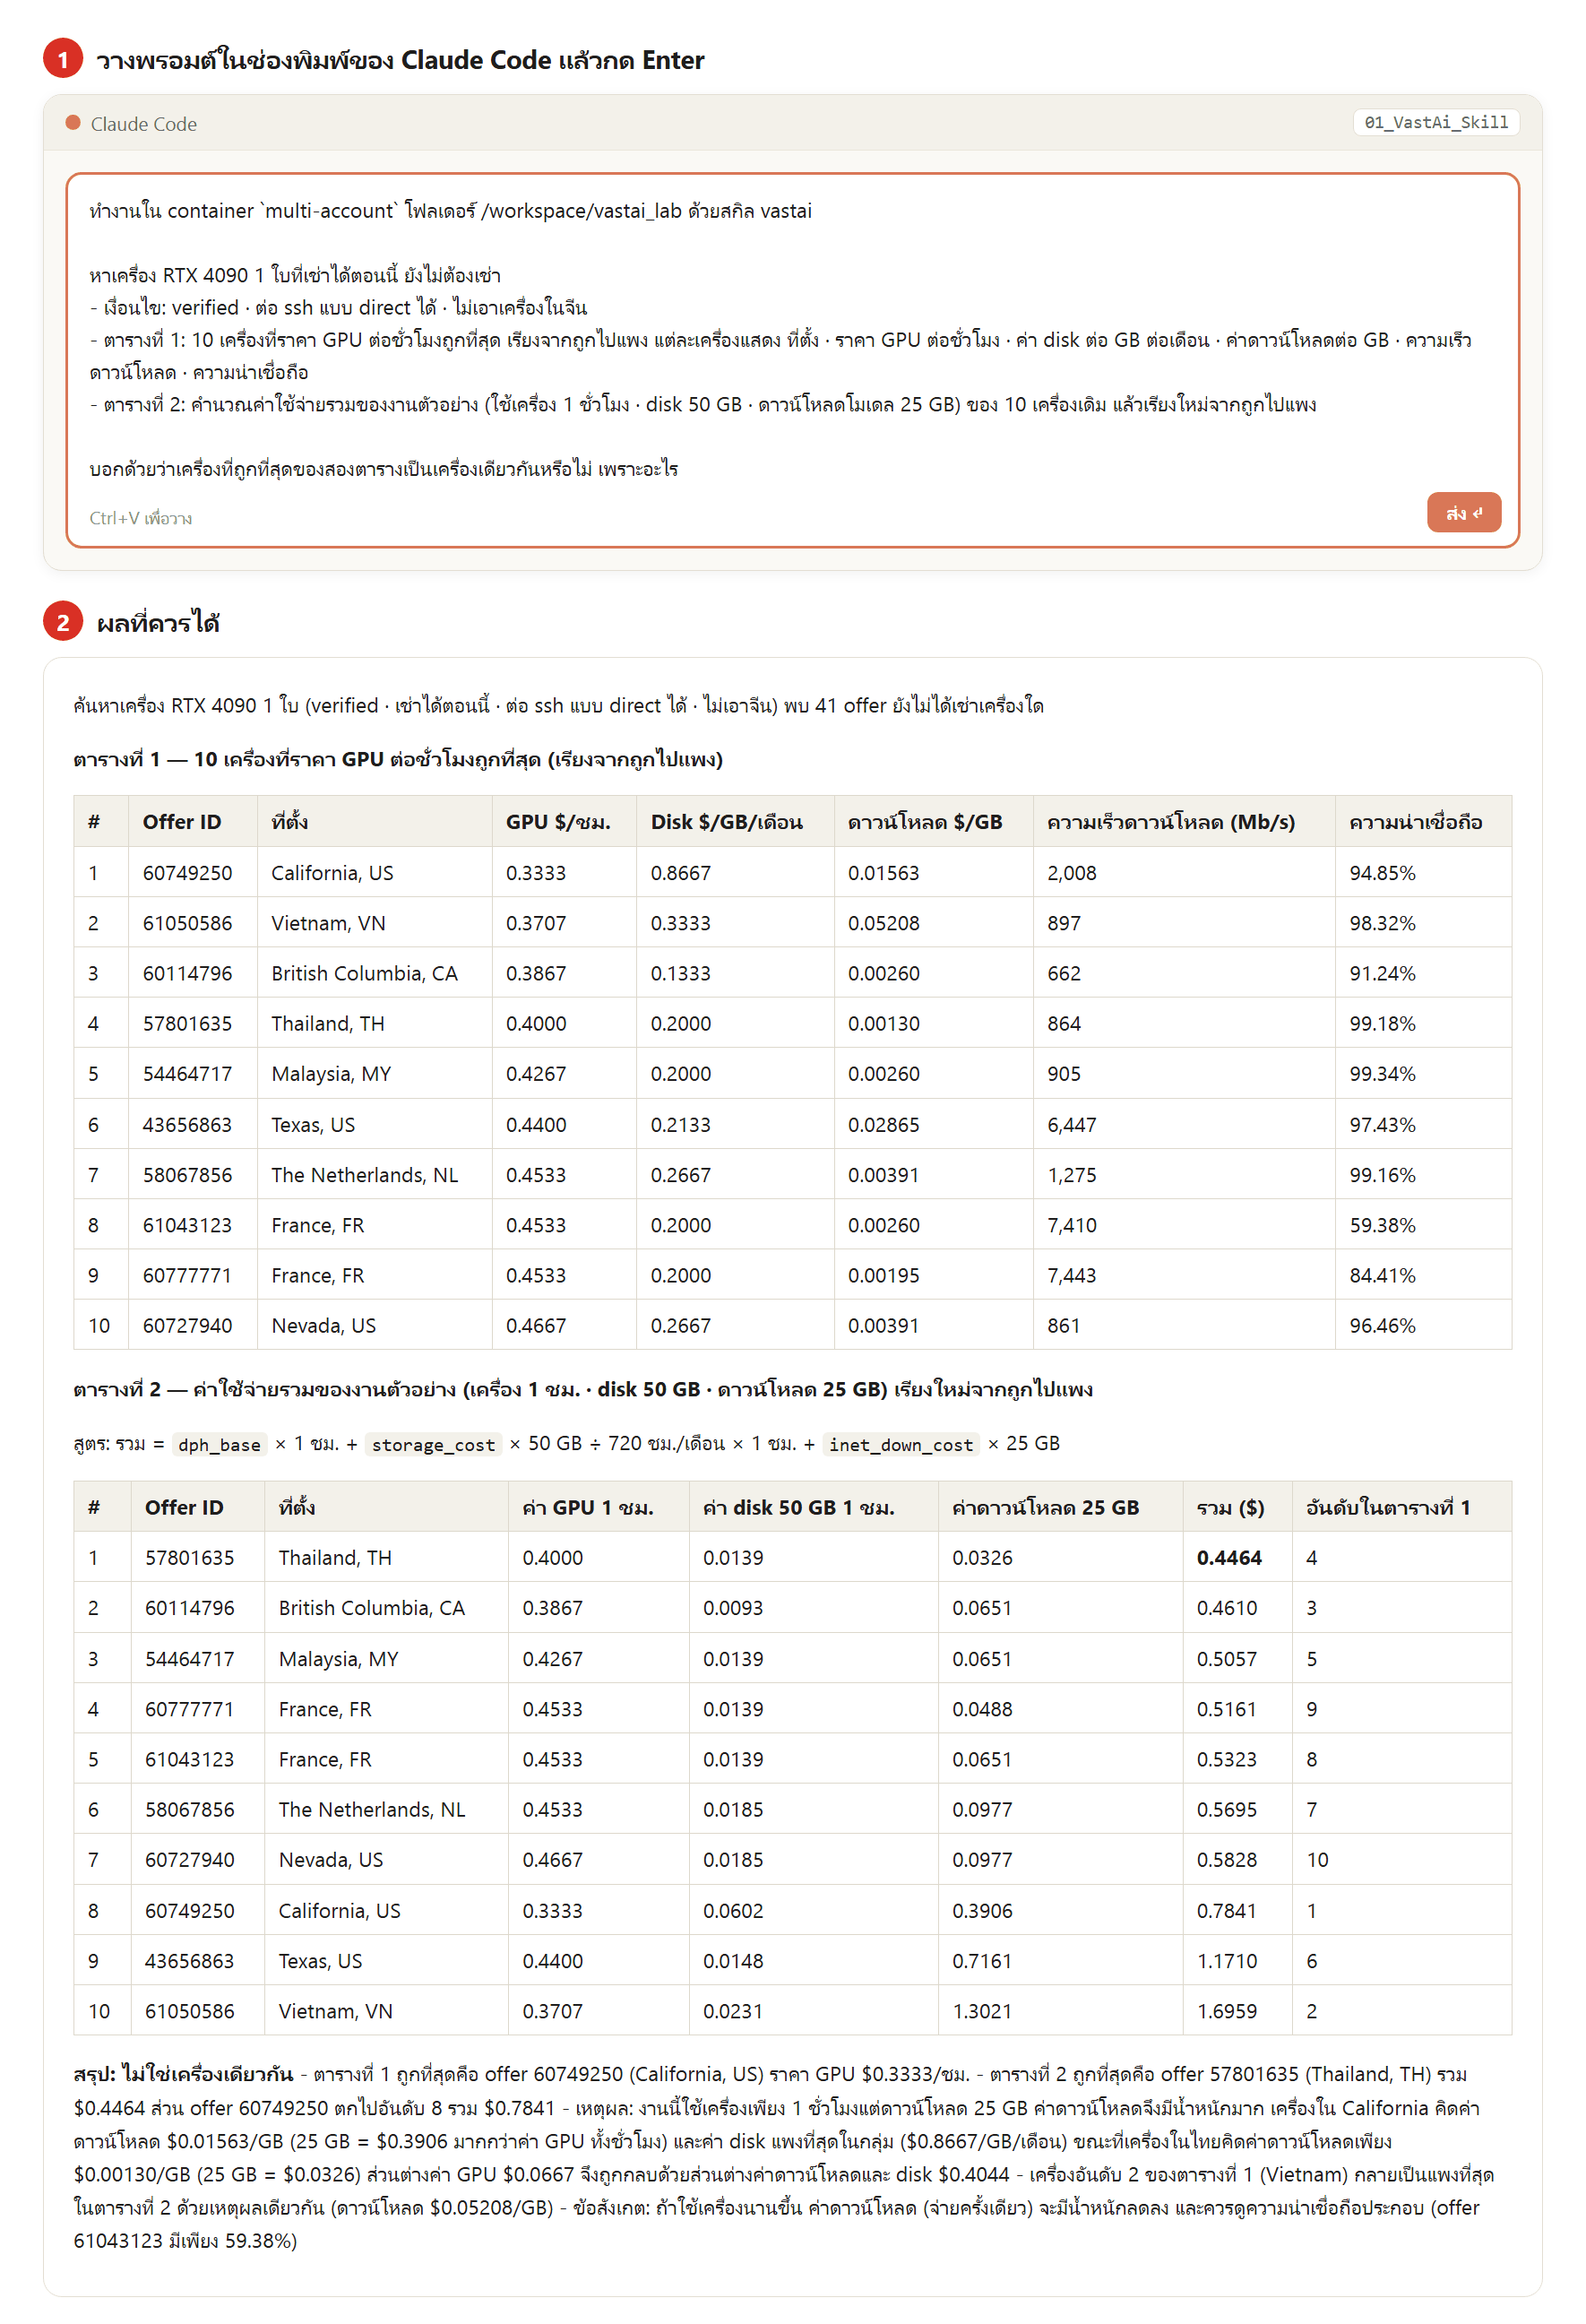 1 วางพรอมต์ในช่องพิมพ์ของ Claude Code แล้วกด Enter
Claude Code
01_VastAi_Skill
ทำงานใน container `multi-account` โฟลเดอร์ /workspace/vastai_lab ด้วยสกิล vastai
หาเครื่อง RTX 4090 1 ใบที่เช่าได้ตอนนี้ ยังไม่ต้องเช่า
- เงื่อนไข: verified · ต่อ ssh แบบ direct ได้ · ไม่เอาเครื่องในจีน
- ตารางที่ 1: 10 เครื่องที่ราคา GPU ต่อชั่วโมงถูกที่สุด เรียงจากถูกไปแพง แต่ละเครื่องแสดง ที่ตั้ง · ราคา GPU ต่อชั่วโมง · ค่า disk ต่อ GB ต่อเดือน · ค่าดาวน์โหลดต่อ GB · ความเร็ว
ดาวน์โหลด · ความน่าเชื่อถือ
- ตารางที่ 2: คำนวณค่าใช้จ่ายรวมของงานตัวอย่าง (ใช้เครื่อง 1 ชั่วโมง · disk 50 GB · ดาวน์โหลดโมเดล 25 GB) ของ 10 เครื่องเดิม แล้วเรียงใหม่จากถูกไปแพง
บอกด้วยว่าเครื่องที่ถูกที่สุดของสองตารางเป็นเครื่องเดียวกันหรือไม่ เพราะอะไร
Ctrl+V เพื่อวาง
ส่ง ⏎
2 ผลที่ควรได้
ค้นหาเครื่อง RTX 4090 1 ใบ (verified · เช่าได้ตอนนี้ · ต่อ ssh แบบ direct ได้ · ไม่เอาจีน) พบ 41 offer ยังไม่ได้เช่าเครื่องใด
ตารางที่ 1 — 10 เครื่องที่ราคา GPU ต่อชั่วโมงถูกที่สุด (เรียงจากถูกไปแพง)
# Offer ID ที่ตั้ง GPU $/ชม. Disk $/GB/เดือน ดาวน์โหลด $/GB ความเร็วดาวน์โหลด (Mb/s) ความน่าเชื่อถือ
1 60749250 California, US 0.3333 0.8667 0.01563 2,008 94.85%
2 61050586 Vietnam, VN 0.3707 0.3333 0.05208 897 98.32%
3 60114796 British Columbia, CA 0.3867 0.1333 0.00260 662 91.24%
4 57801635 Thailand, TH 0.4000 0.2000 0.00130 864 99.18%
5 54464717 Malaysia, MY 0.4267 0.2000 0.00260 905 99.34%
6 43656863 Texas, US 0.4400 0.2133 0.02865 6,447 97.43%
7 58067856 The Netherlands, NL 0.4533 0.2667 0.00391 1,275 99.16%
8 61043123 France, FR 0.4533 0.2000 0.00260 7,410 59.38%
9 60777771 France, FR 0.4533 0.2000 0.00195 7,443 84.41%
10 60727940 Nevada, US 0.4667 0.2667 0.00391 861 96.46%
ตารางที่ 2 — ค่าใช้จ่ายรวมของงานตัวอย่าง (เครื่อง 1 ชม. · disk 50 GB · ดาวน์โหลด 25 GB) เรียงใหม่จากถูกไปแพง
สูตร: รวม = dph_base × 1 ชม. + storage_cost × 50 GB ÷ 720 ชม./เดือน × 1 ชม. + inet_down_cost × 25 GB
# Offer ID ที่ตั้ง ค่า GPU 1 ชม. ค่า disk 50 GB 1 ชม. ค่าดาวน์โหลด 25 GB รวม ($) อันดับในตารางที่ 1
1 57801635 Thailand, TH 0.4000 0.0139 0.0326 0.4464 4
2 60114796 British Columbia, CA 0.3867 0.0093 0.0651 0.4610 3
3 54464717 Malaysia, MY 0.4267 0.0139 0.0651 0.5057 5
4 60777771 France, FR 0.4533 0.0139 0.0488 0.5161 9
5 61043123 France, FR 0.4533 0.0139 0.0651 0.5323 8
6 58067856 The Netherlands, NL 0.4533 0.0185 0.0977 0.5695 7
7 60727940 Nevada, US 0.4667 0.0185 0.0977 0.5828 10
8 60749250 California, US 0.3333 0.0602 0.3906 0.7841 1
9 43656863 Texas, US 0.4400 0.0148 0.7161 1.1710 6
10 61050586 Vietnam, VN 0.3707 0.0231 1.3021 1.6959 2
สรุป: ไม่ใช่เครื่องเดียวกัน - ตารางที่ 1 ถูกที่สุดคือ offer 60749250 (California, US) ราคา GPU $0.3333/ชม. - ตารางที่ 2 ถูกที่สุดคือ offer 57801635 (Thailand, TH) รวม
$0.4464 ส่วน offer 60749250 ตกไปอันดับ 8 รวม $0.7841 - เหตุผล: งานนี้ใช้เครื่องเพียง 1 ชั่วโมงแต่ดาวน์โหลด 25 GB ค่าดาวน์โหลดจึงมีน้ำหนักมาก เครื่องใน California คิดค่า
ดาวน์โหลด $0.01563/GB (25 GB = $0.3906 มากกว่าค่า GPU ทั้งชั่วโมง) และค่า disk แพงที่สุดในกลุ่ม ($0.8667/GB/เดือน) ขณะที่เครื่องในไทยคิดค่าดาวน์โหลดเพียง
$0.00130/GB (25 GB = $0.0326) ส่วนต่างค่า GPU $0.0667 จึงถูกกลบด้วยส่วนต่างค่าดาวน์โหลดและ disk $0.4044 - เครื่องอันดับ 2 ของตารางที่ 1 (Vietnam) กลายเป็นแพงที่สุด
ในตารางที่ 2 ด้วยเหตุผลเดียวกัน (ดาวน์โหลด $0.05208/GB) - ข้อสังเกต: ถ้าใช้เครื่องนานขึ้น ค่าดาวน์โหลด (จ่ายครั้งเดียว) จะมีน้ำหนักลดลง และควรดูความน่าเชื่อถือประกอบ (offer
61043123 มีเพียง 59.38%)